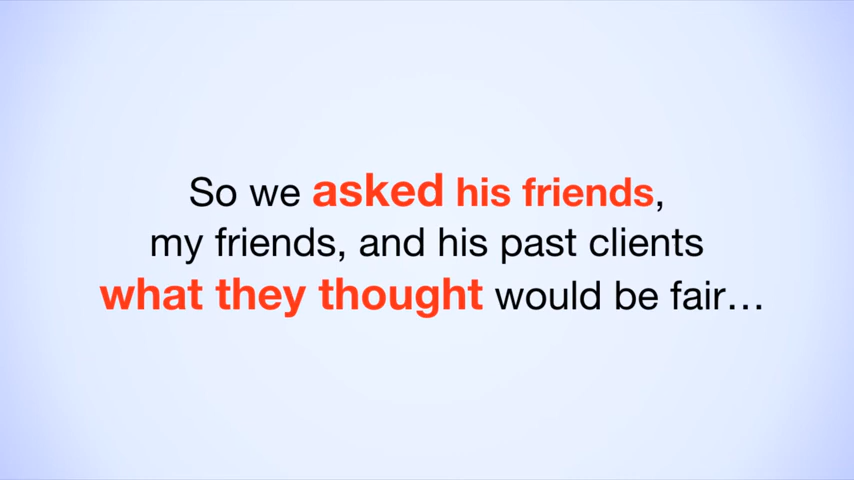 So we asked his friends,
my friends, and his past clients
what they thought would be fair…